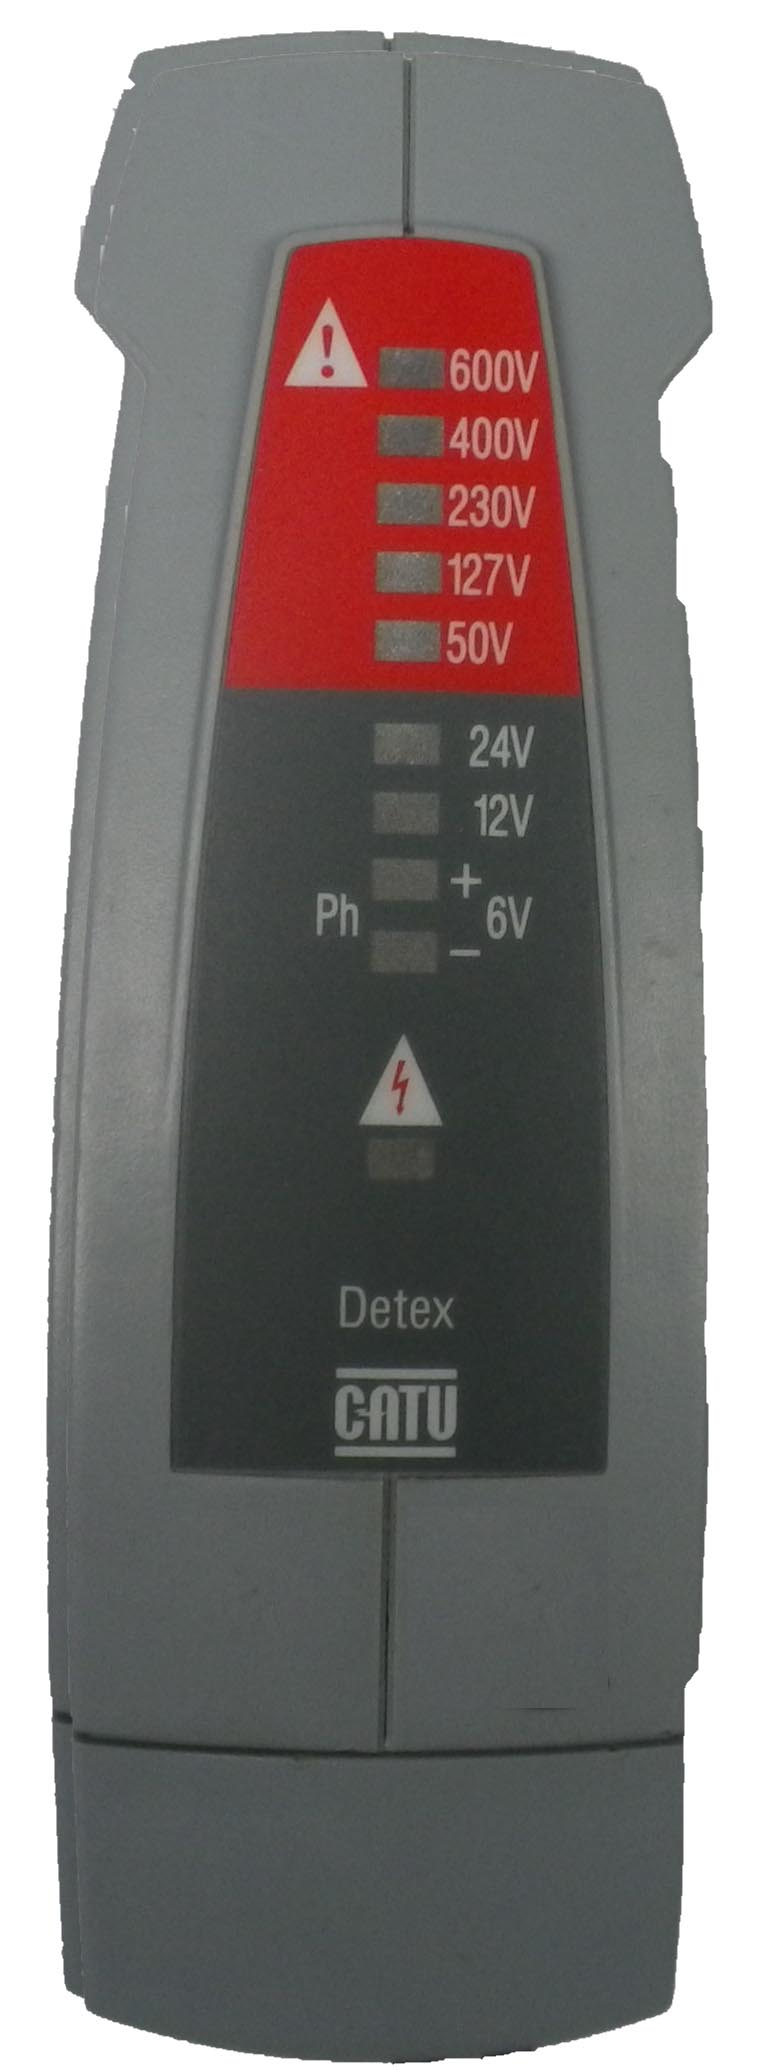 !
600V
400V
230V
127V
50V
24V
12V
+
Ph 6V
–
Detex
CATU